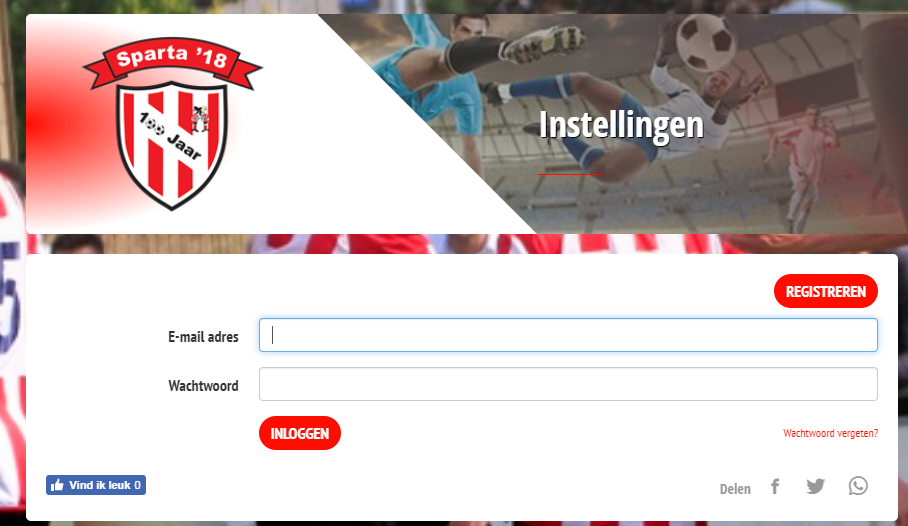 Sparta '18
100 Jaar
Instellingen
REGISTREREN
E-mail adres
Wachtwoord
INLOGGEN
Wachtwoord vergeten?
Vind ik leuk 0
Delen